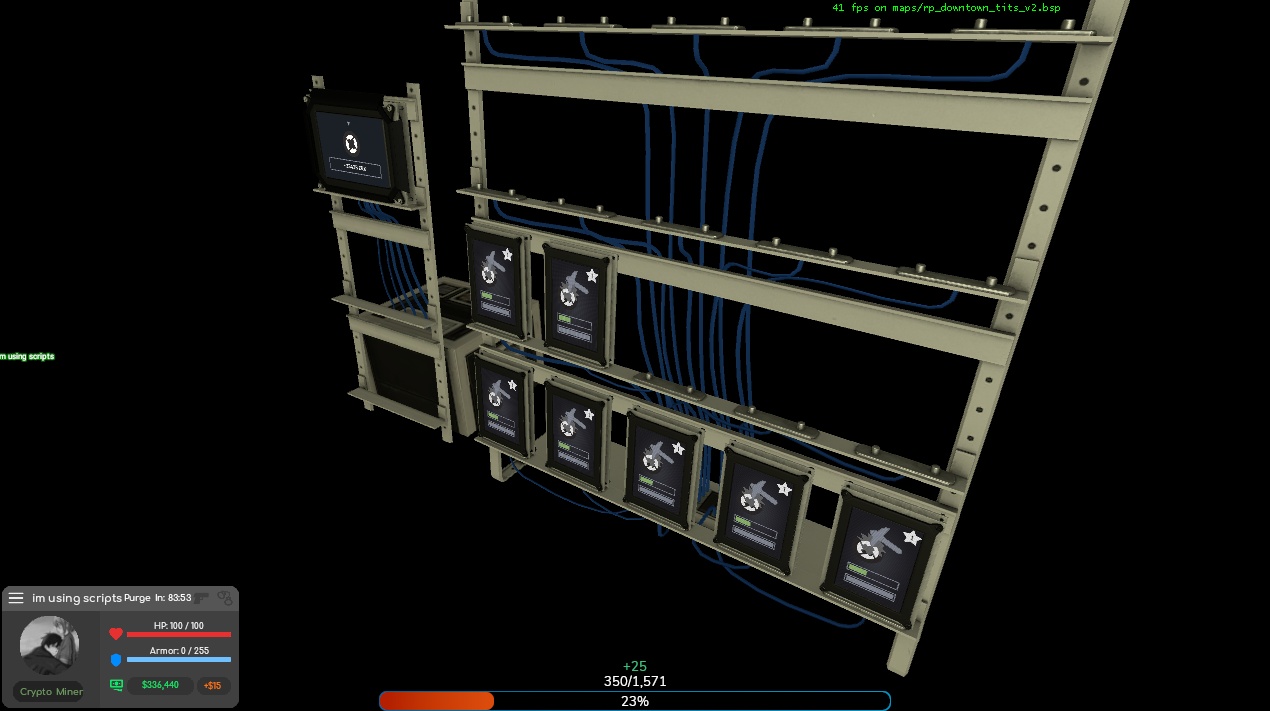 41 fps on maps/rp_downtown_tits_v2.bsp
m using scripts
im using scripts
Purge In: 83:53
HP: 100 / 100
Armor: 0 / 255
$336,440
+$15
Crypto Miner
+25
350/1,571
23%